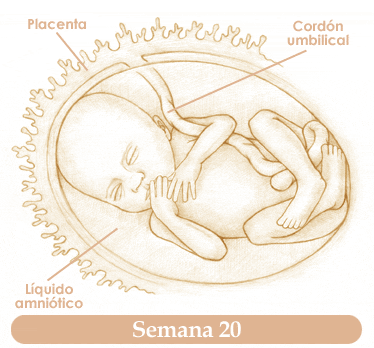 Placenta
Cordón
umbilical
Líquido
amniótico
Semana 20